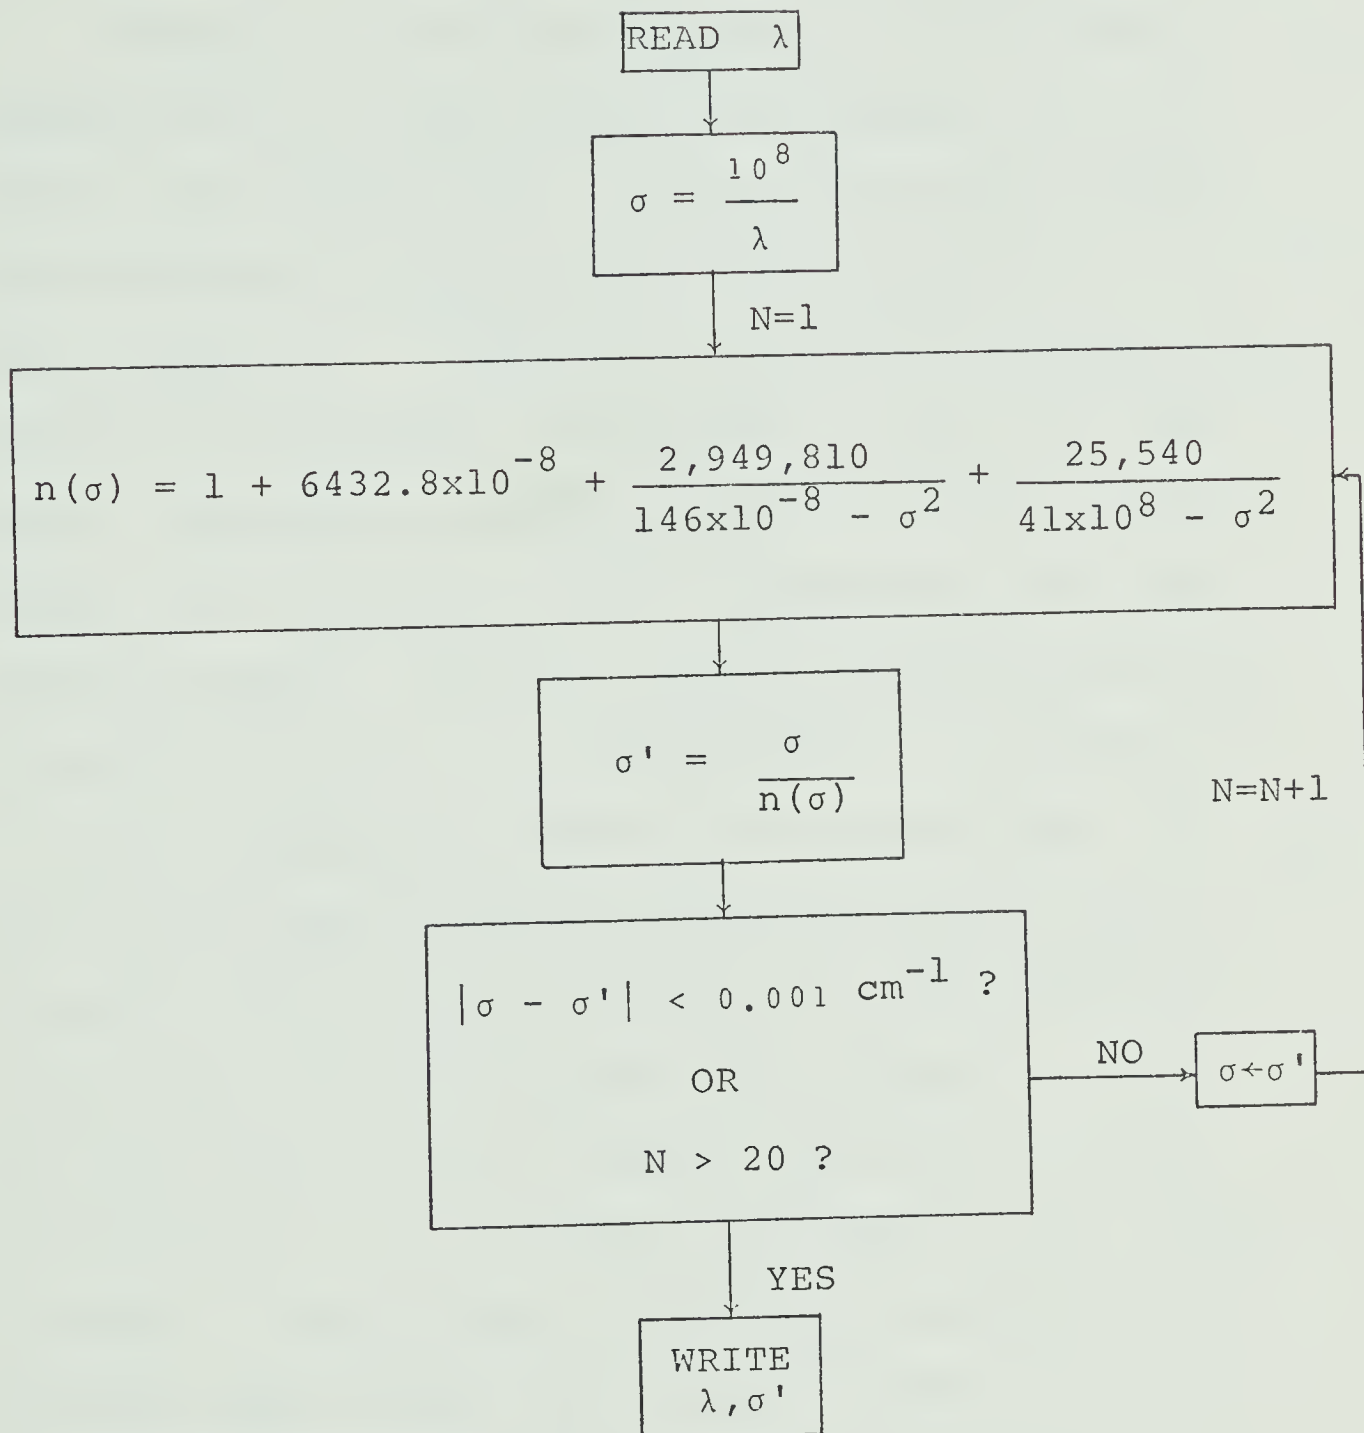 READ λ
σ = 10^8 / λ
N=1
n(σ) = 1 + 6432.8x10^-8 + 2,949,810 / 146x10^-8 - σ^2 + 25,540 / 41x10^8 - σ^2
σ' = σ / n(σ)
N=N+1
|σ - σ'| < 0.001 cm^-1 ?
OR
N > 20 ?
NO
σ←σ'
YES
WRITE
λ,σ'